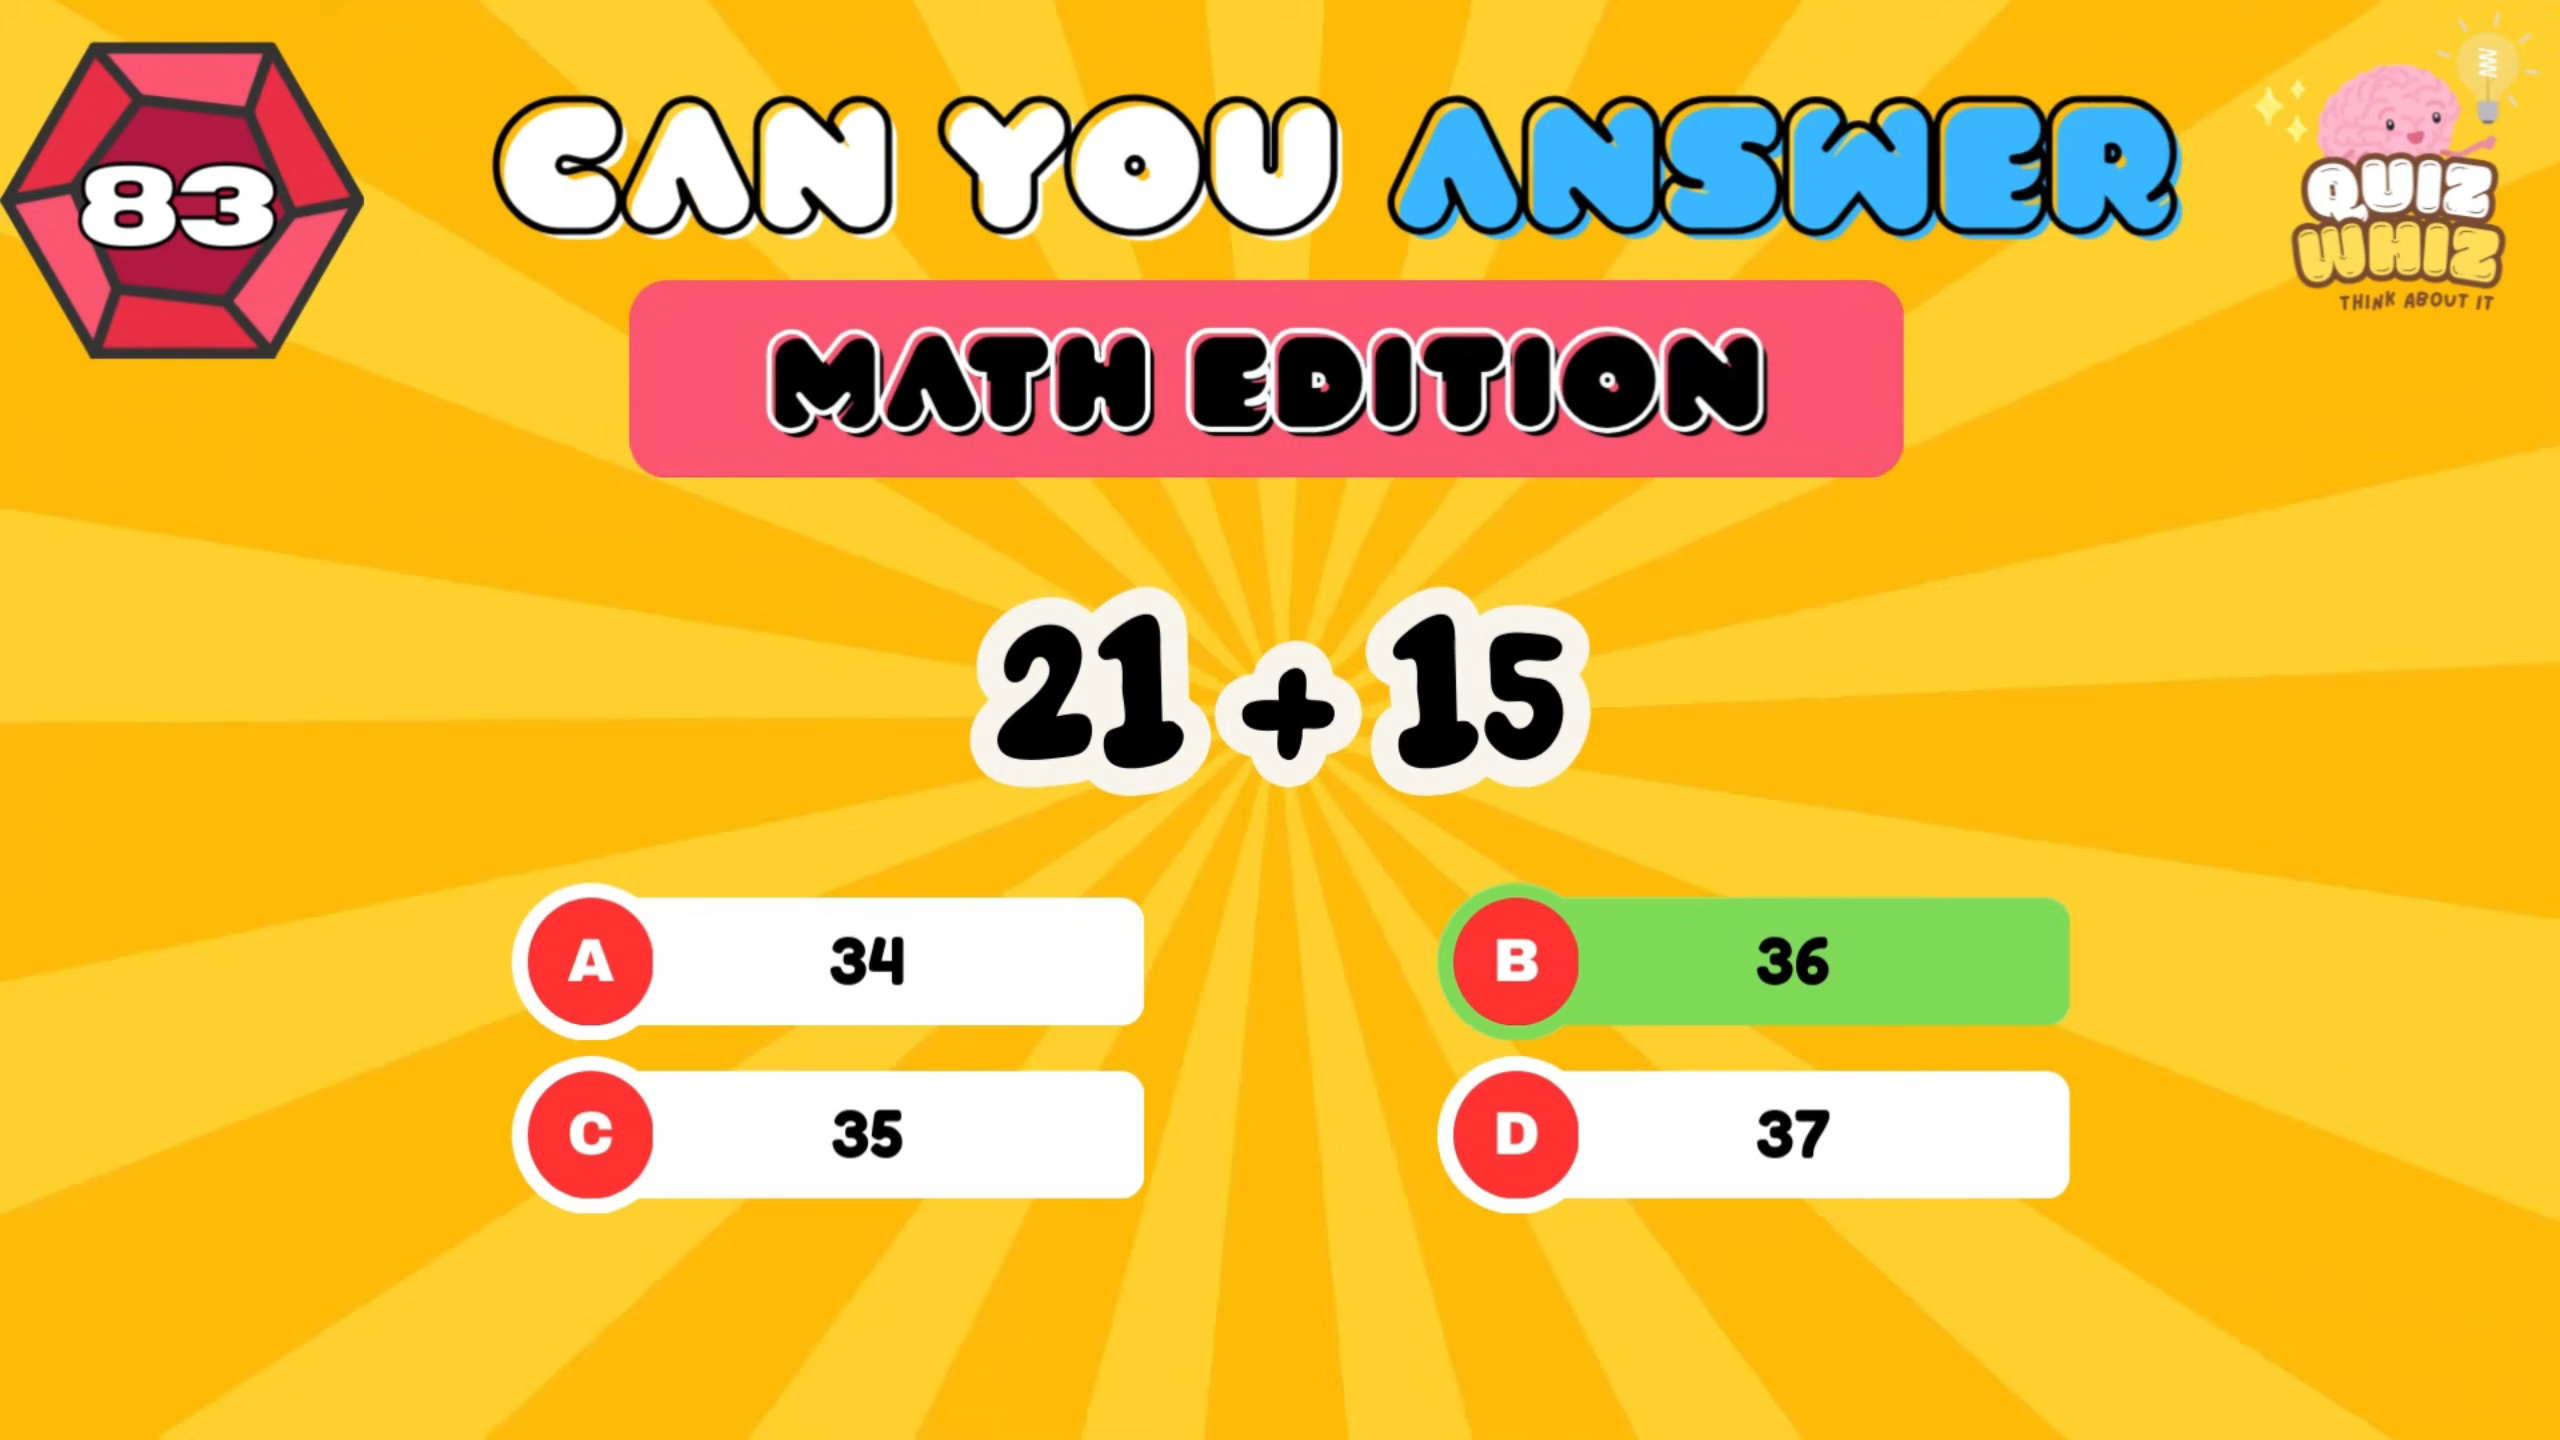 83
CAN YOU ANSWER
QUIZ
WHIZ
THINK ABOUT IT
MATH EDITION
21 + 15
A 34
B 36
C 35
D 37